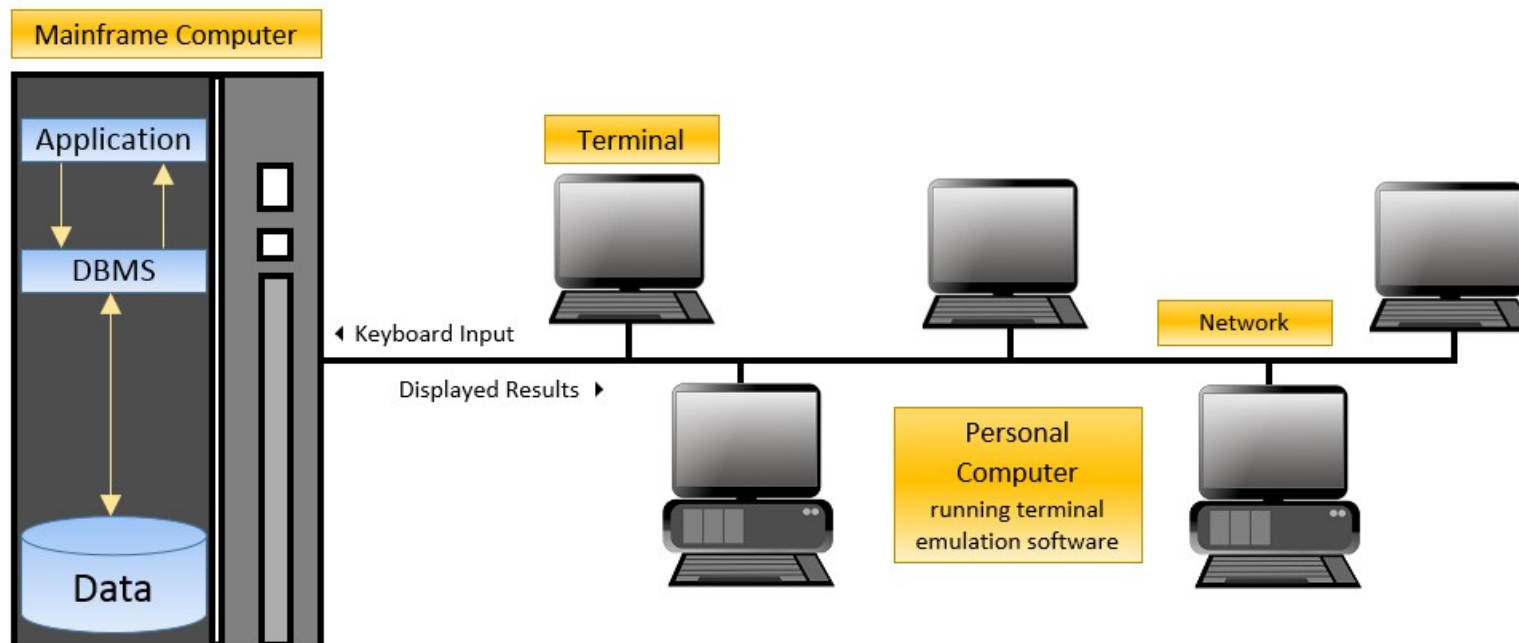 Mainframe Computer
Application
DBMS
Data
Keyboard Input
Displayed Results
Terminal
Network
Personal
Computer
running terminal
emulation software